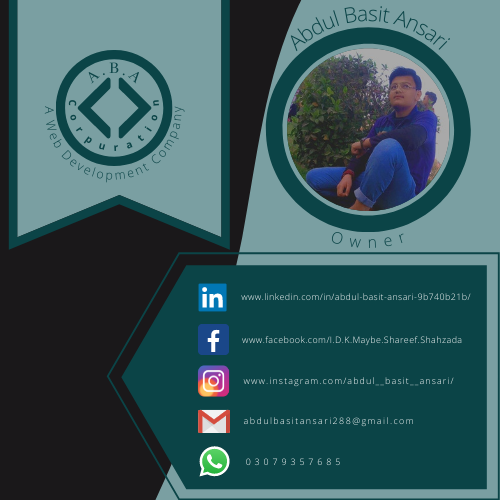 A.B.A
Corpuration
A Web Development Company
Abdul Basit Ansari
Owner
www.linkedin.com/in/abdul-basit-ansari-9b740b21b/
www.facebook.com/I.D.K.Maybe.Shareef.Shahzada
www.instagram.com/abdul__basit__ansari/
abdulbasitansari288@gmail.com
03079357685